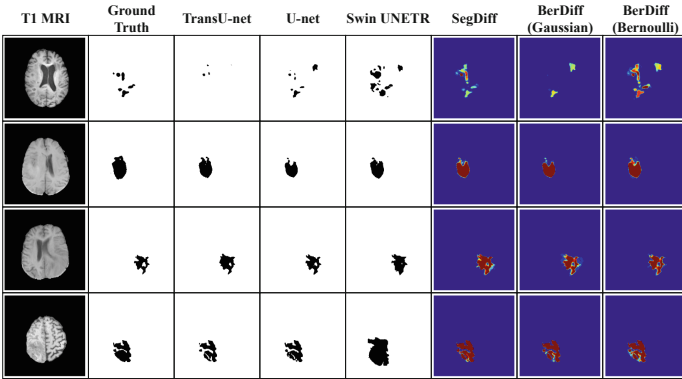 T1 MRI
Ground
Truth
TransU-net
U-net
Swin UNETR
SegDiff
BerDiff
(Gaussian)
BerDiff
(Bernoulli)